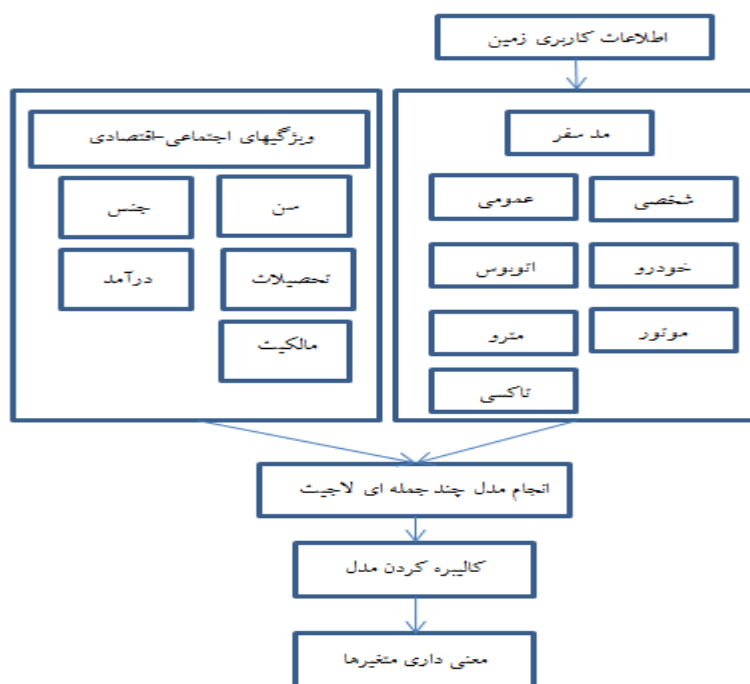 اطلاعات کاربری زمین
مد سفر
شخصی
عمومی
خودرو
اتوبوس
موتور
مترو
تاکسی
ویژگیهای اجتماعی-اقتصادی
سن
جنس
تحصیلات
درآمد
مالکیت
انجام مدل چند جمله ای لاجیت
کالیبره کردن مدل
معنی داری متغیرها